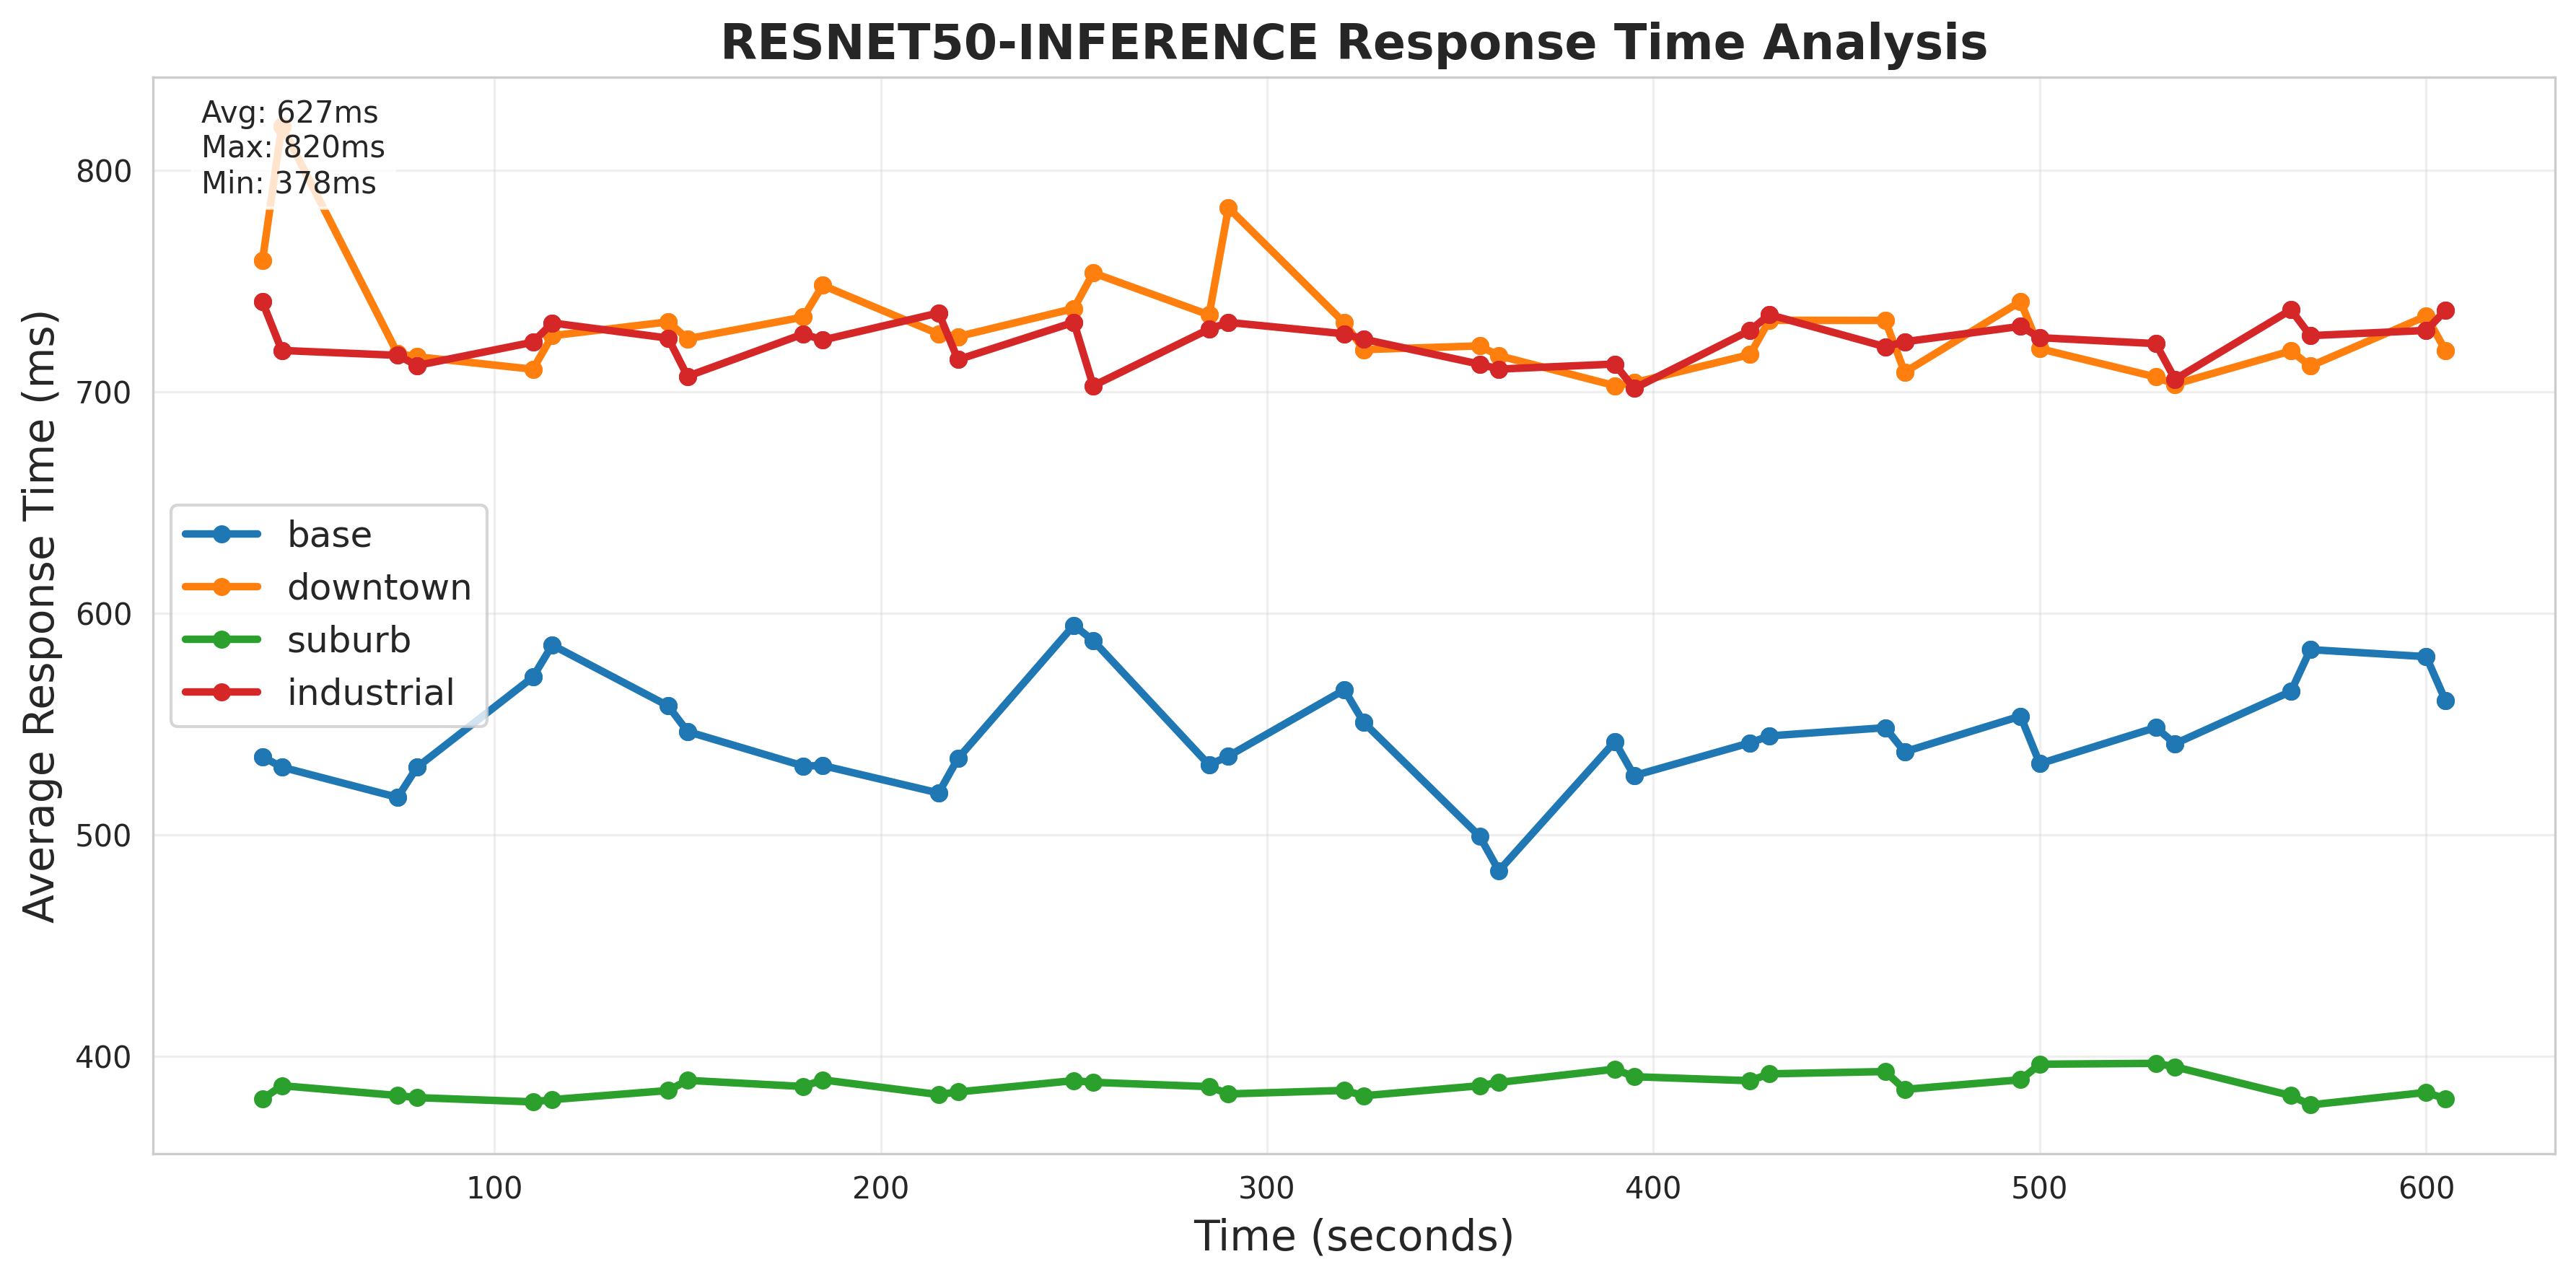 RESNET50-INFERENCE Response Time Analysis
Avg: 627ms
Max: 820ms
Min: 378ms
800
700
600
500
400
Average Response Time (ms)
base
downtown
suburb
industrial
100
200
300
400
500
600
Time (seconds)